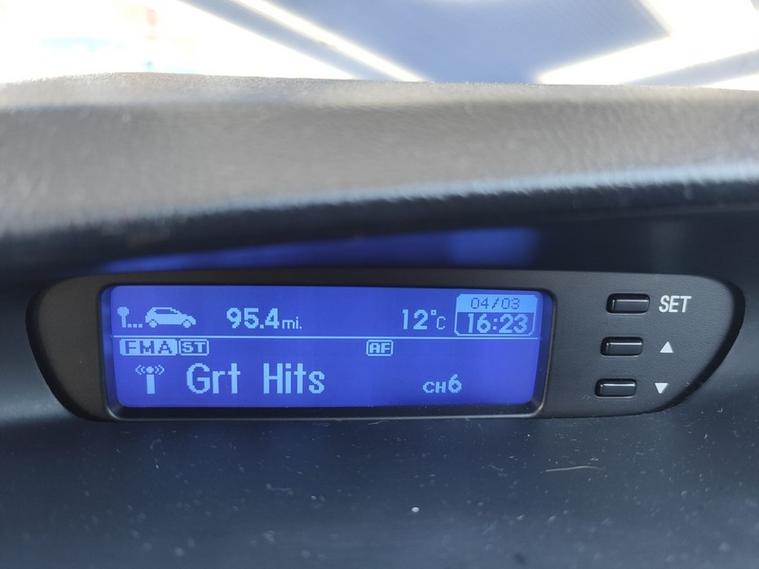 04/03
95.4mi. 12°C 16:23
SET
FMA ST AF
Grt Hits CH6